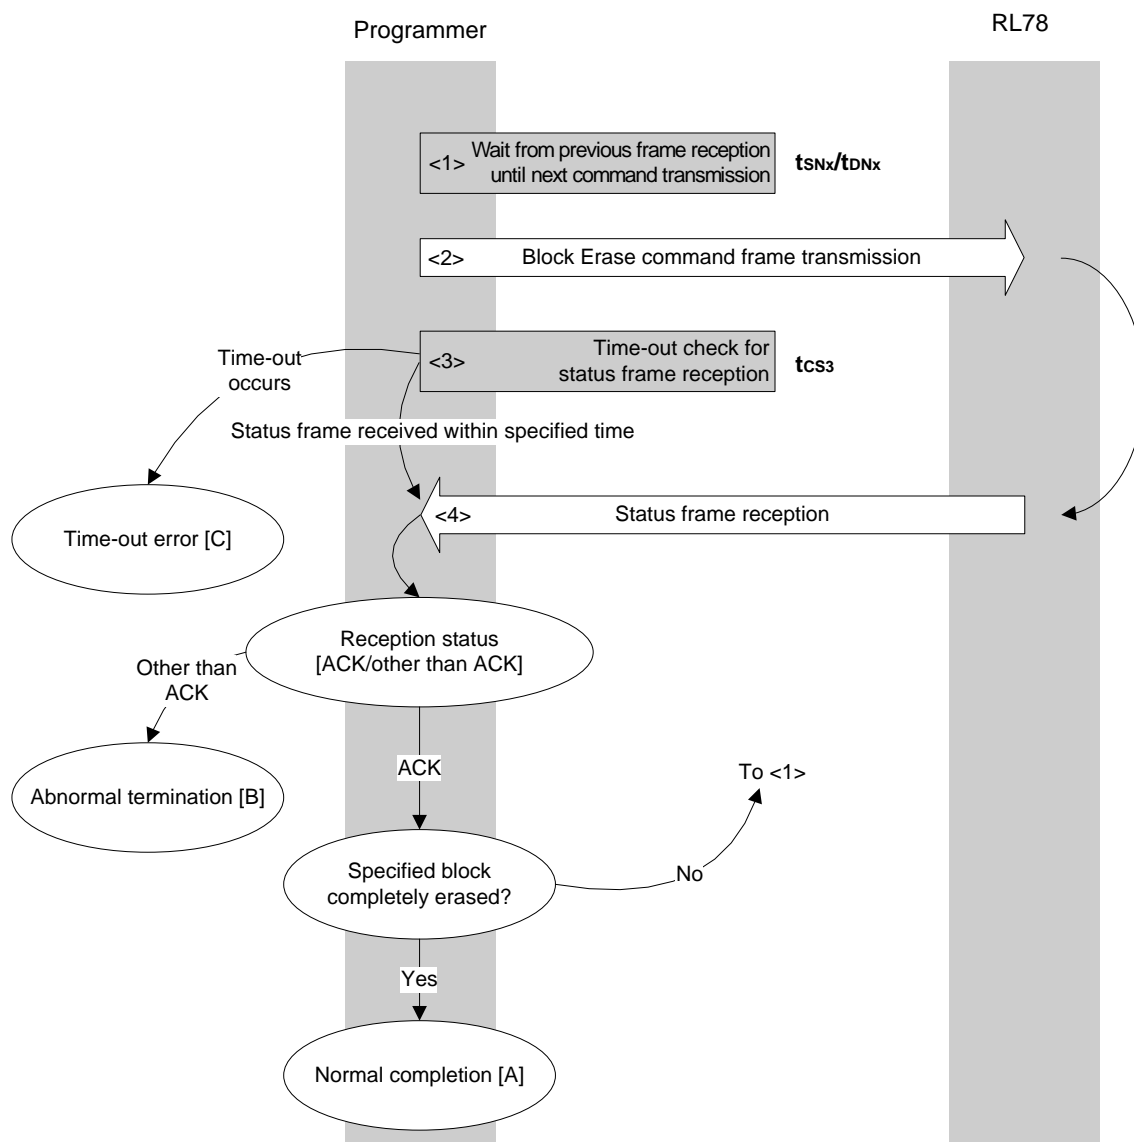 Programmer
RL78
<1> Wait from previous frame reception
until next command transmission
tSNx/tDNx
<2> Block Erase command frame transmission
Time-out
occurs
<3> Time-out check for
status frame reception
tCS3
Status frame received within specified time
<4> Status frame reception
Time-out error [C]
Reception status
[ACK/other than ACK]
Other than
ACK
Abnormal termination [B]
ACK
To <1>
Specified block
completely erased?
No
Yes
Normal completion [A]